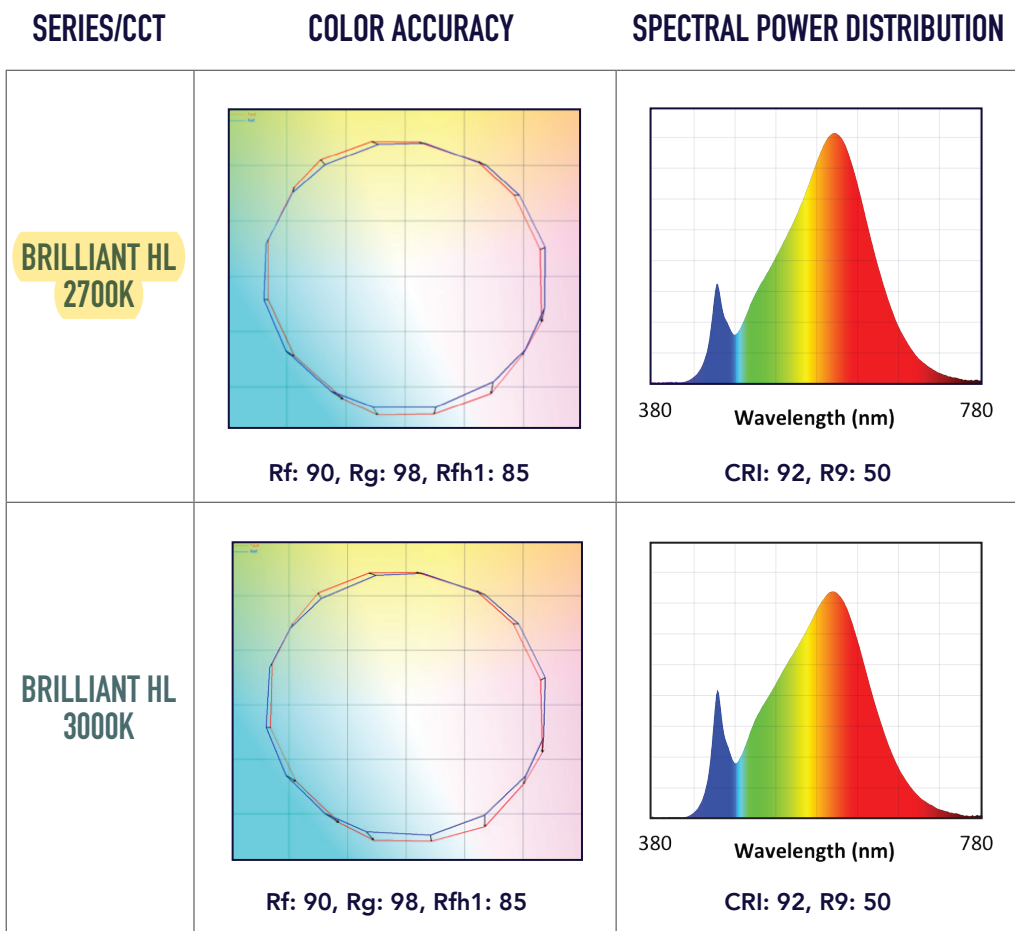 SERIES/CCT
COLOR ACCURACY
SPECTRAL POWER DISTRIBUTION
BRILLIANT HL
2700K
380
780
Wavelength (nm)
Rf: 90, Rg: 98, Rfh1: 85
CRI: 92, R9: 50
BRILLIANT HL
3000K
380
780
Wavelength (nm)
Rf: 90, Rg: 98, Rfh1: 85
CRI: 92, R9: 50